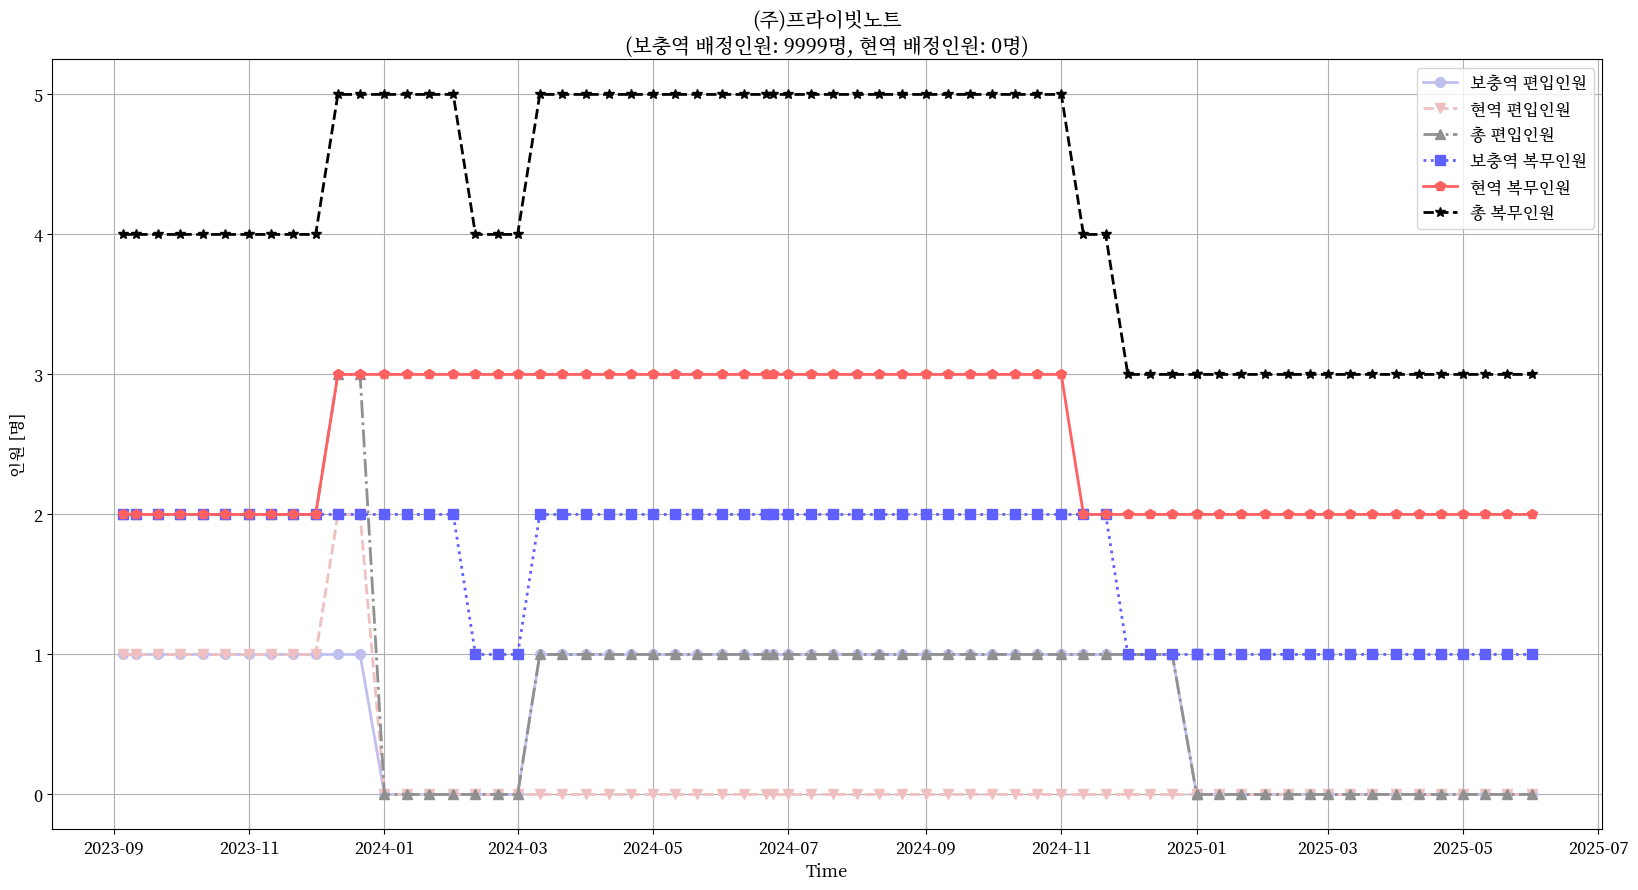 (주)프라이빗노트
(보충역 배정인원: 9999명, 현역 배정인원: 0명)
보충역 편입인원
현역 편입인원
총 편입인원
보충역 복무인원
현역 복무인원
총 복무인원
인원 [명]
5
4
3
2
1
0
2023-09
2023-11
2024-01
2024-03
2024-05
2024-07
2024-09
2024-11
2025-01
2025-03
2025-05
2025-07
Time